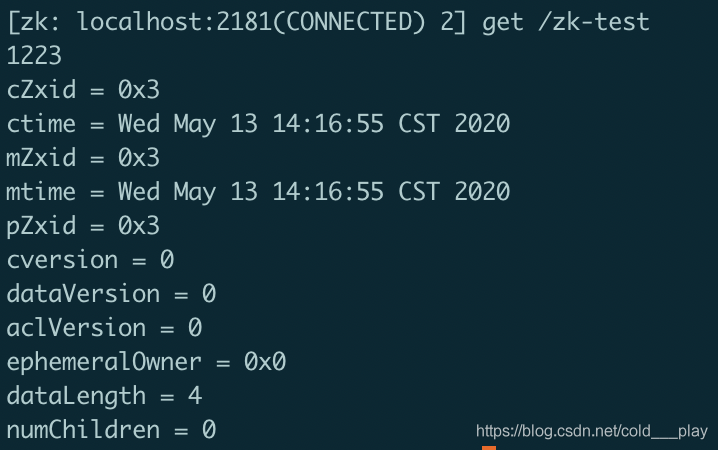 [zk: localhost:2181(CONNECTED) 2] get /zk-test
1223
cZxid = 0x3
ctime = Wed May 13 14:16:55 CST 2020
mZxid = 0x3
mtime = Wed May 13 14:16:55 CST 2020
pZxid = 0x3
cversion = 0
dataVersion = 0
aclVersion = 0
ephemeralOwner = 0x0
dataLength = 4
numChildren = 0
https://blog.csdn.net/cold___play